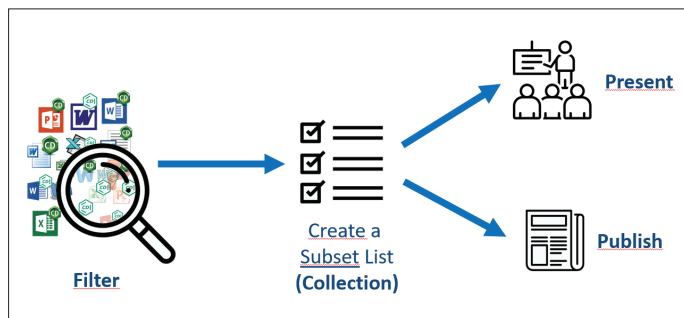 Filter
Create a
Subset List
(Collection)
Present
Publish